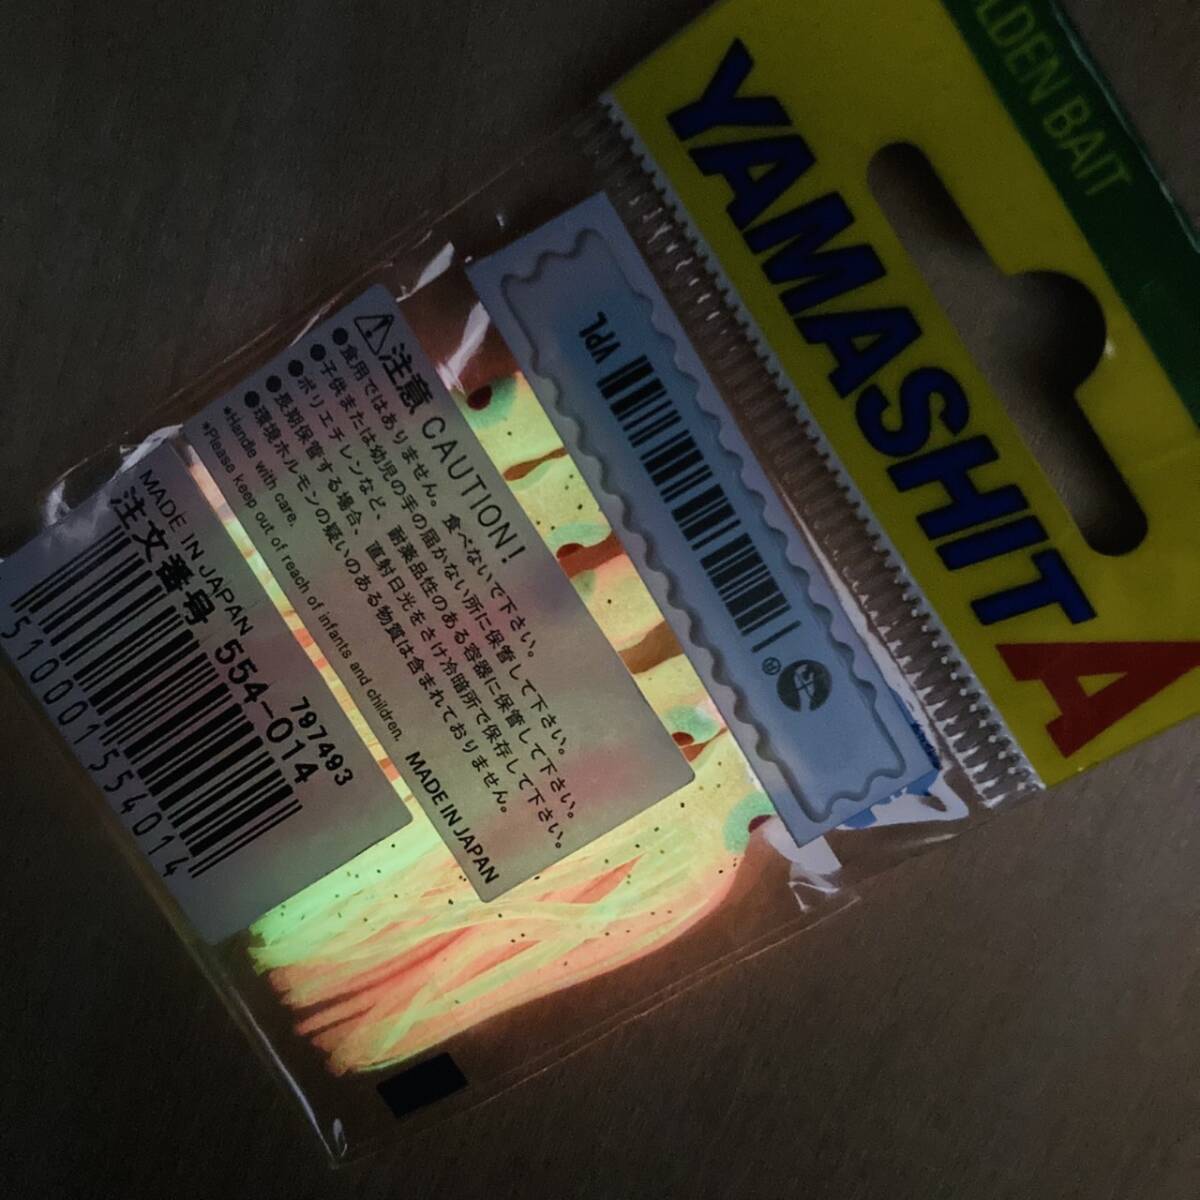 LDEN BAIT
YAMASHITA
VPL
®
注意 CAUTION!
●食用ではありません。食べないで下さい。
●子供または幼児の手の届かない所に保管して下さい。
●ポリエチレンなど、耐薬品性のある容器に保管して下さい。
●長期保管する場合、直射日光をさけ冷暗所で保存して下さい。
●環境ホルモンの疑いのある物質は含まれておりません。
*Handle with care.
*Please keep out of reach of infants and children.
MADE IN JAPAN
MADE IN JAPAN 797493
注文番号 554-014
510001554014